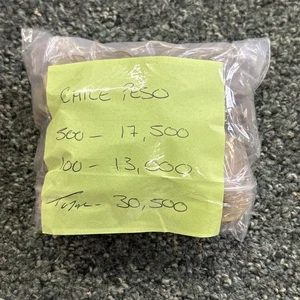 CHILE PESO
500 - 17,500
100 - 13,000
TOTAL - 30,500